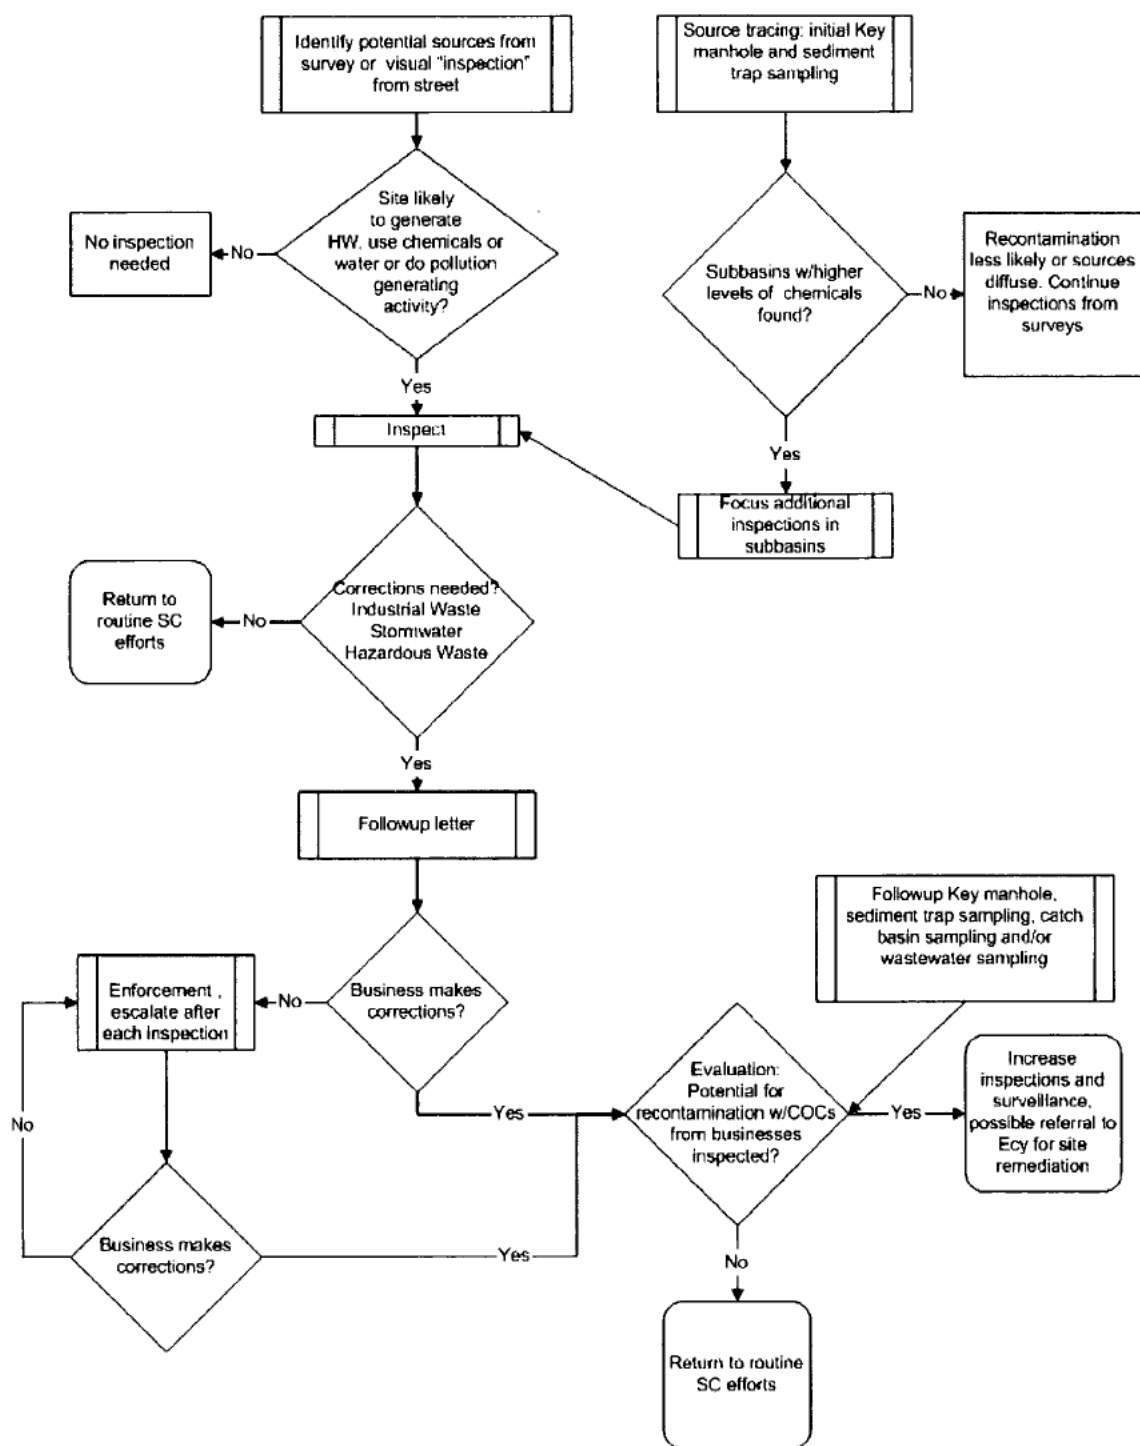 Identify potential sources from
survey or visual "inspection"
from street
Source tracing: initial Key
manhole and sediment
trap sampling
Site likely
to generate
HW, use chemicals or
water or do pollution
generating
activity?
No inspection
needed
No
Subbasins w/higher
levels of chemicals
found?
No
Recontamination
less likely or sources
diffuse. Continue
inspections from
surveys
Yes
Inspect
Yes
Focus additional
inspections in
subbasins
Corrections needed?
Industrial Waste
Stormwater
Hazardous Waste
No
Return to
routine SC
efforts
Yes
Followup letter
Followup Key manhole,
sediment trap sampling, catch
basin sampling and/or
wastewater sampling
Business makes
corrections?
No
Enforcement ,
escalate after
each inspection
Yes
Evaluation:
Potential for
recontamination w/COCs
from businesses
inspected?
Yes
Increase
inspections and
surveillance,
possible referral to
Ecy for site
remediation
No
Business makes
corrections?
Yes
No
Return to routine
SC efforts